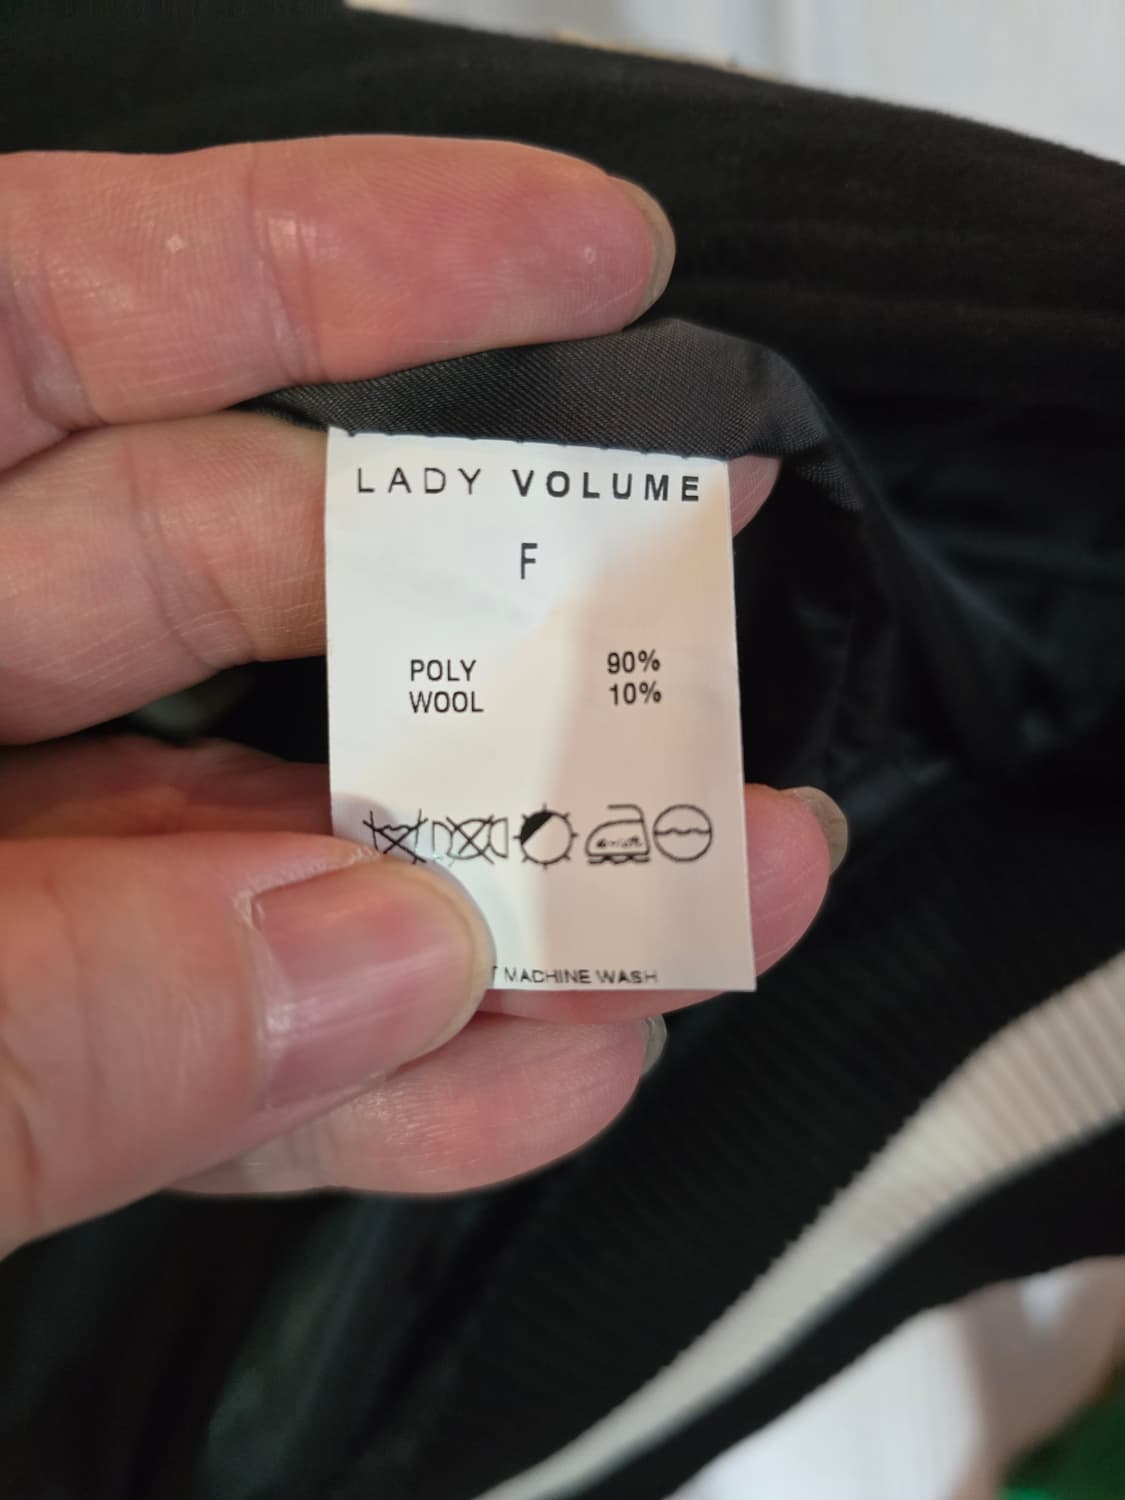 LADY VOLUME
F
POLY 90%
WOOL 10%
MACHINE WASH